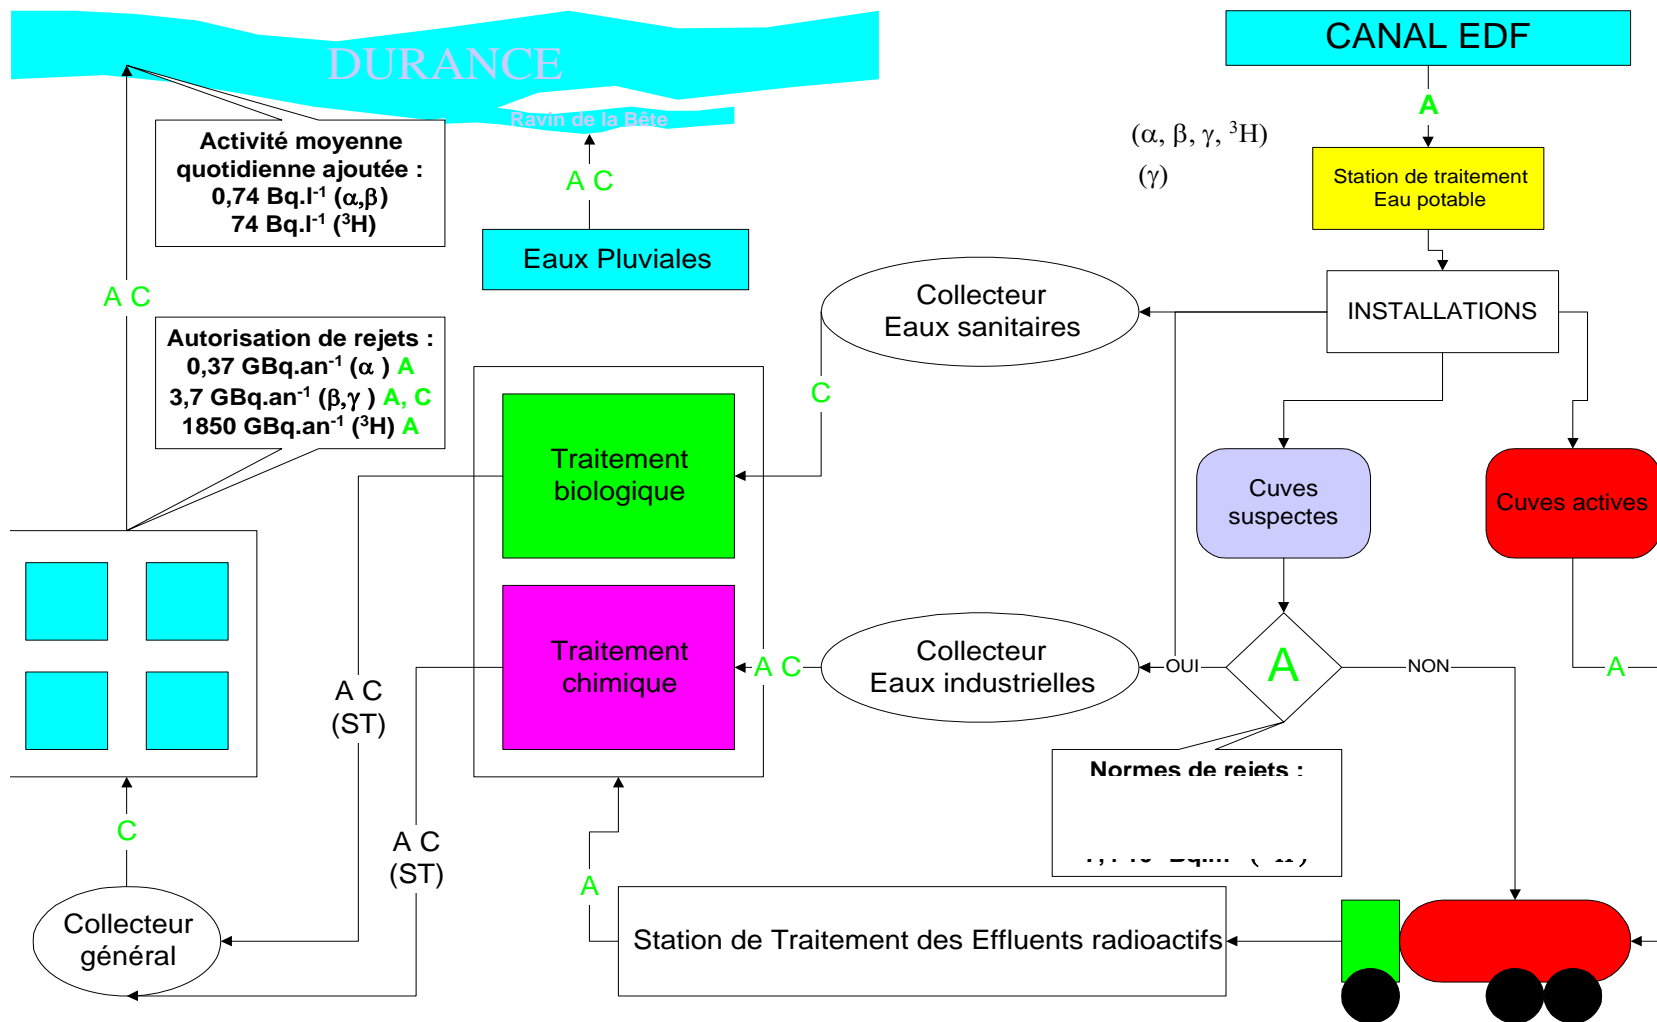 DURANCE
Ravin de la Bête
CANAL EDF
A
(α, β, γ, ³H)
(γ)
Activité moyenne
quotidienne ajoutée :
0,74 Bq.l⁻¹ (α,β)
74 Bq.l⁻¹ (³H)
A C
Station de traitement
Eau potable
Eaux Pluviales
A C
Collecteur
Eaux sanitaires
INSTALLATIONS
Autorisation de rejets :
0,37 GBq.an⁻¹ (α ) A
3,7 GBq.an⁻¹ (β,γ ) A, C
1850 GBq.an⁻¹ (³H) A
C
Traitement
biologique
Cuves
suspectes
Cuves actives
Traitement
chimique
A C
Collecteur
Eaux industrielles
OUI
A
NON
A
A C
(ST)
Normes de rejets :
A C
(ST)
C
A
Collecteur
général
Station de Traitement des Effluents radioactifs